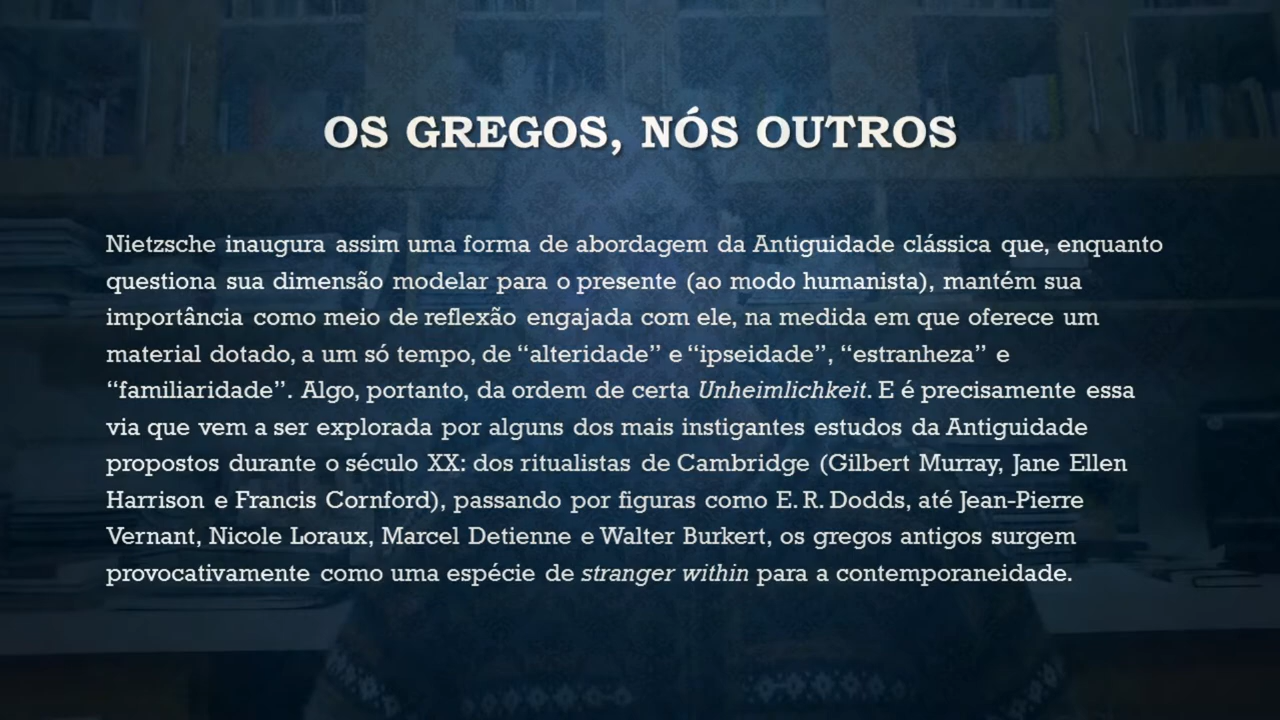 OS GREGOS, NÓS OUTROS
Nietzsche inaugura assim uma forma de abordagem da Antiguidade clássica que, enquanto
questiona sua dimensão modelar para o presente (ao modo humanista), mantém sua
importância como meio de reflexão engajada com ele, na medida em que oferece um
material dotado, a um só tempo, de “alteridade” e “ipseidade”, “estranheza” e
“familiaridade”. Algo, portanto, da ordem de certa Unheimlichkeit. E é precisamente essa
via que vem a ser explorada por alguns dos mais instigantes estudos da Antiguidade
propostos durante o século XX: dos ritualistas de Cambridge (Gilbert Murray, Jane Ellen
Harrison e Francis Cornford), passando por figuras como E. R. Dodds, até Jean-Pierre
Vernant, Nicole Loraux, Marcel Detienne e Walter Burkert, os gregos antigos surgem
provocativamente como uma espécie de stranger within para a contemporaneidade.